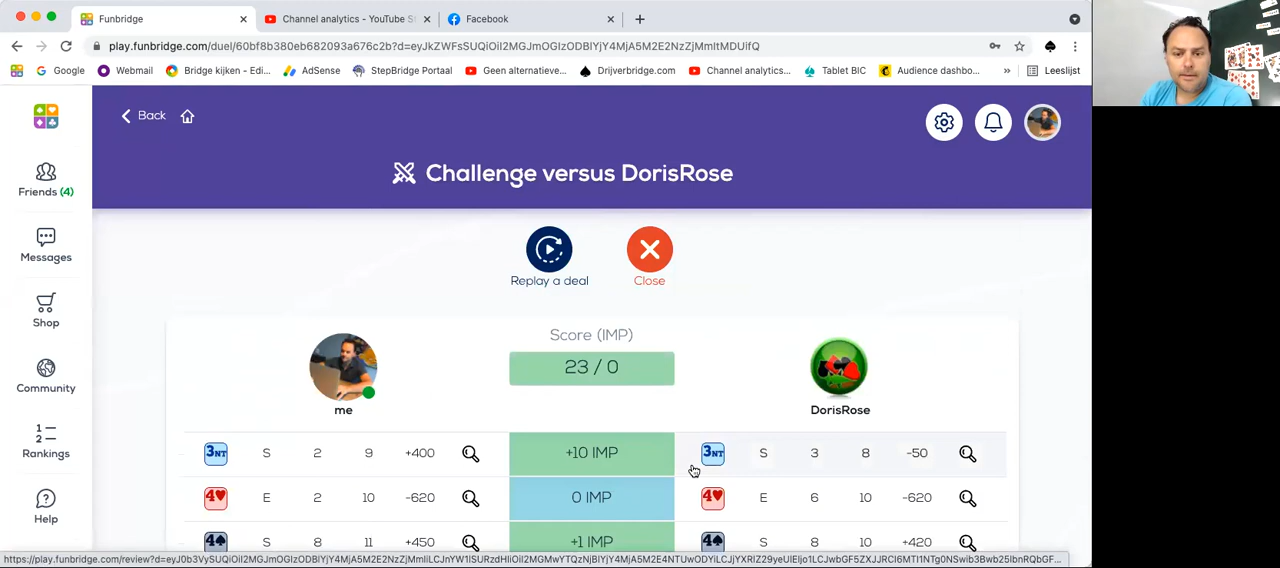 Funbridge
Channel analytics - YouTube S
Facebook
play.funbridge.com/duel/60bf8b380eb682093a676c2b?d=eyJkZWFsSUQiOiI2MGJmOGIzODBlYjY4MjA5M2E2NzZjMmItMDUifQ
Google
Webmail
Bridge kijken - Edi...
AdSense
StepBridge Portaal
Geen alternatieve...
Drijverbridge.com
Channel analytics...
Tablet BIC
Audience dashbo...
»
Leeslijst
Back
Challenge versus DorisRose
Friends (4)
Messages
Shop
Community
1
2
Rankings
Help
Replay a deal
Close
Score (IMP)
23 / 0
me
DorisRose
3NT S 2 9 +400 +10 IMP 3NT S 3 8 -50
4♥ E 2 10 -620 0 IMP 4♥ E 6 10 -620
4♠ S 8 11 +450 +1 IMP 4♠ S 8 10 +420